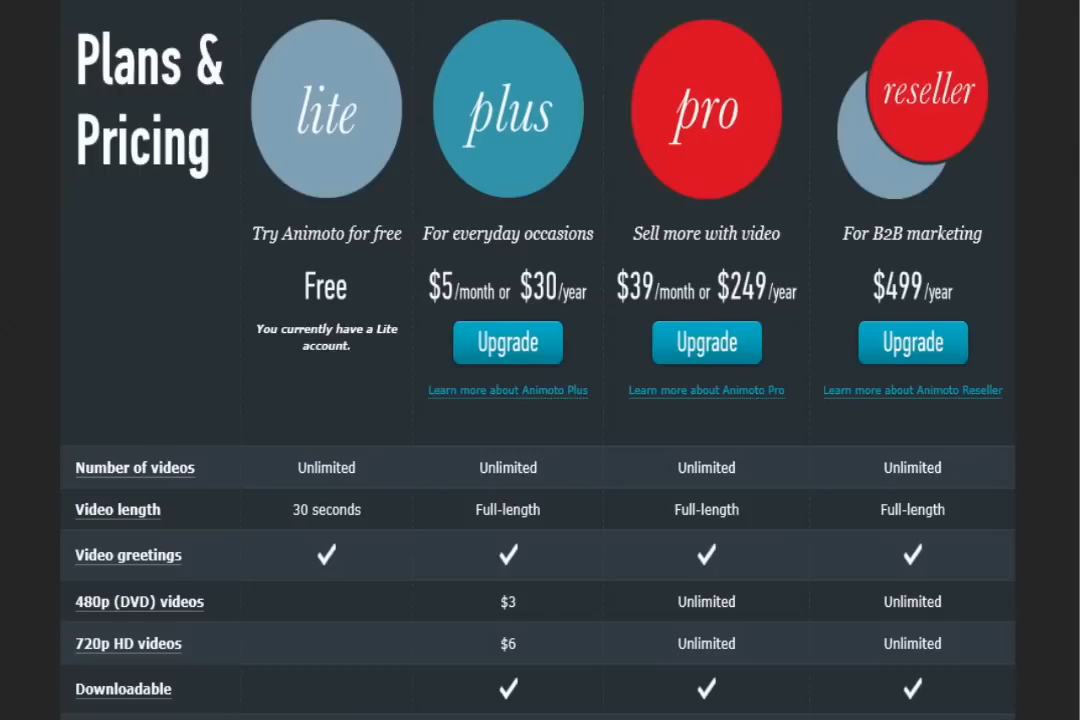 Plans &
Pricing
lite
plus
pro
reseller
Try Animoto for free
For everyday occasions
Sell more with video
For B2B marketing
Free
$5/month or $30/year
$39/month or $249/year
$499/year
You currently have a Lite
account.
Upgrade
Upgrade
Upgrade
Learn more about Animoto Plus
Learn more about Animoto Pro
Learn more about Animoto Reseller
Number of videos Unlimited Unlimited Unlimited Unlimited
Video length 30 seconds Full-length Full-length Full-length
Video greetings ✓ ✓ ✓ ✓
480p (DVD) videos $3 Unlimited Unlimited
720p HD videos $6 Unlimited Unlimited
Downloadable ✓ ✓ ✓